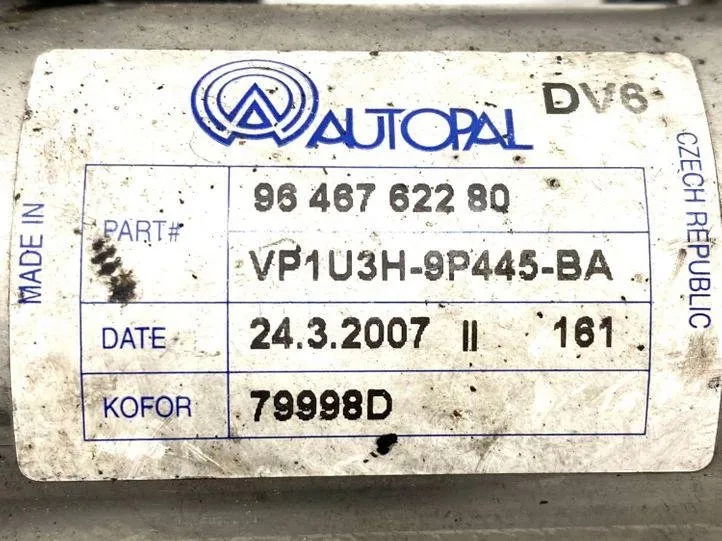 AUTOPAL
DV6
MADE IN
CZECH REPUBLIC
PART#
96 467 622 80
VP1U3H-9P445-BA
DATE
24.3.2007 II 161
KOFOR
79998D